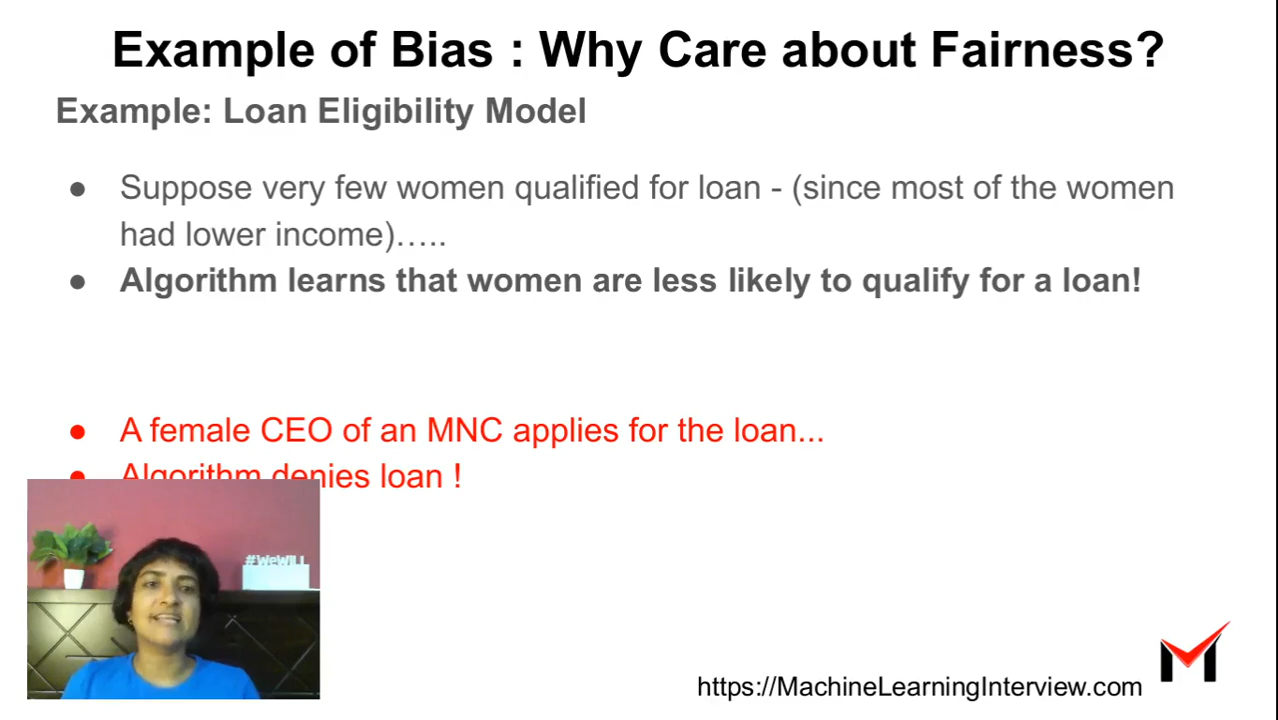 Example of Bias : Why Care about Fairness?
Example: Loan Eligibility Model
● Suppose very few women qualified for loan - (since most of the women
had lower income)…..
● Algorithm learns that women are less likely to qualify for a loan!
● A female CEO of an MNC applies for the loan...
● Algorithm denies loan !
#WeWILL
https://MachineLearningInterview.com